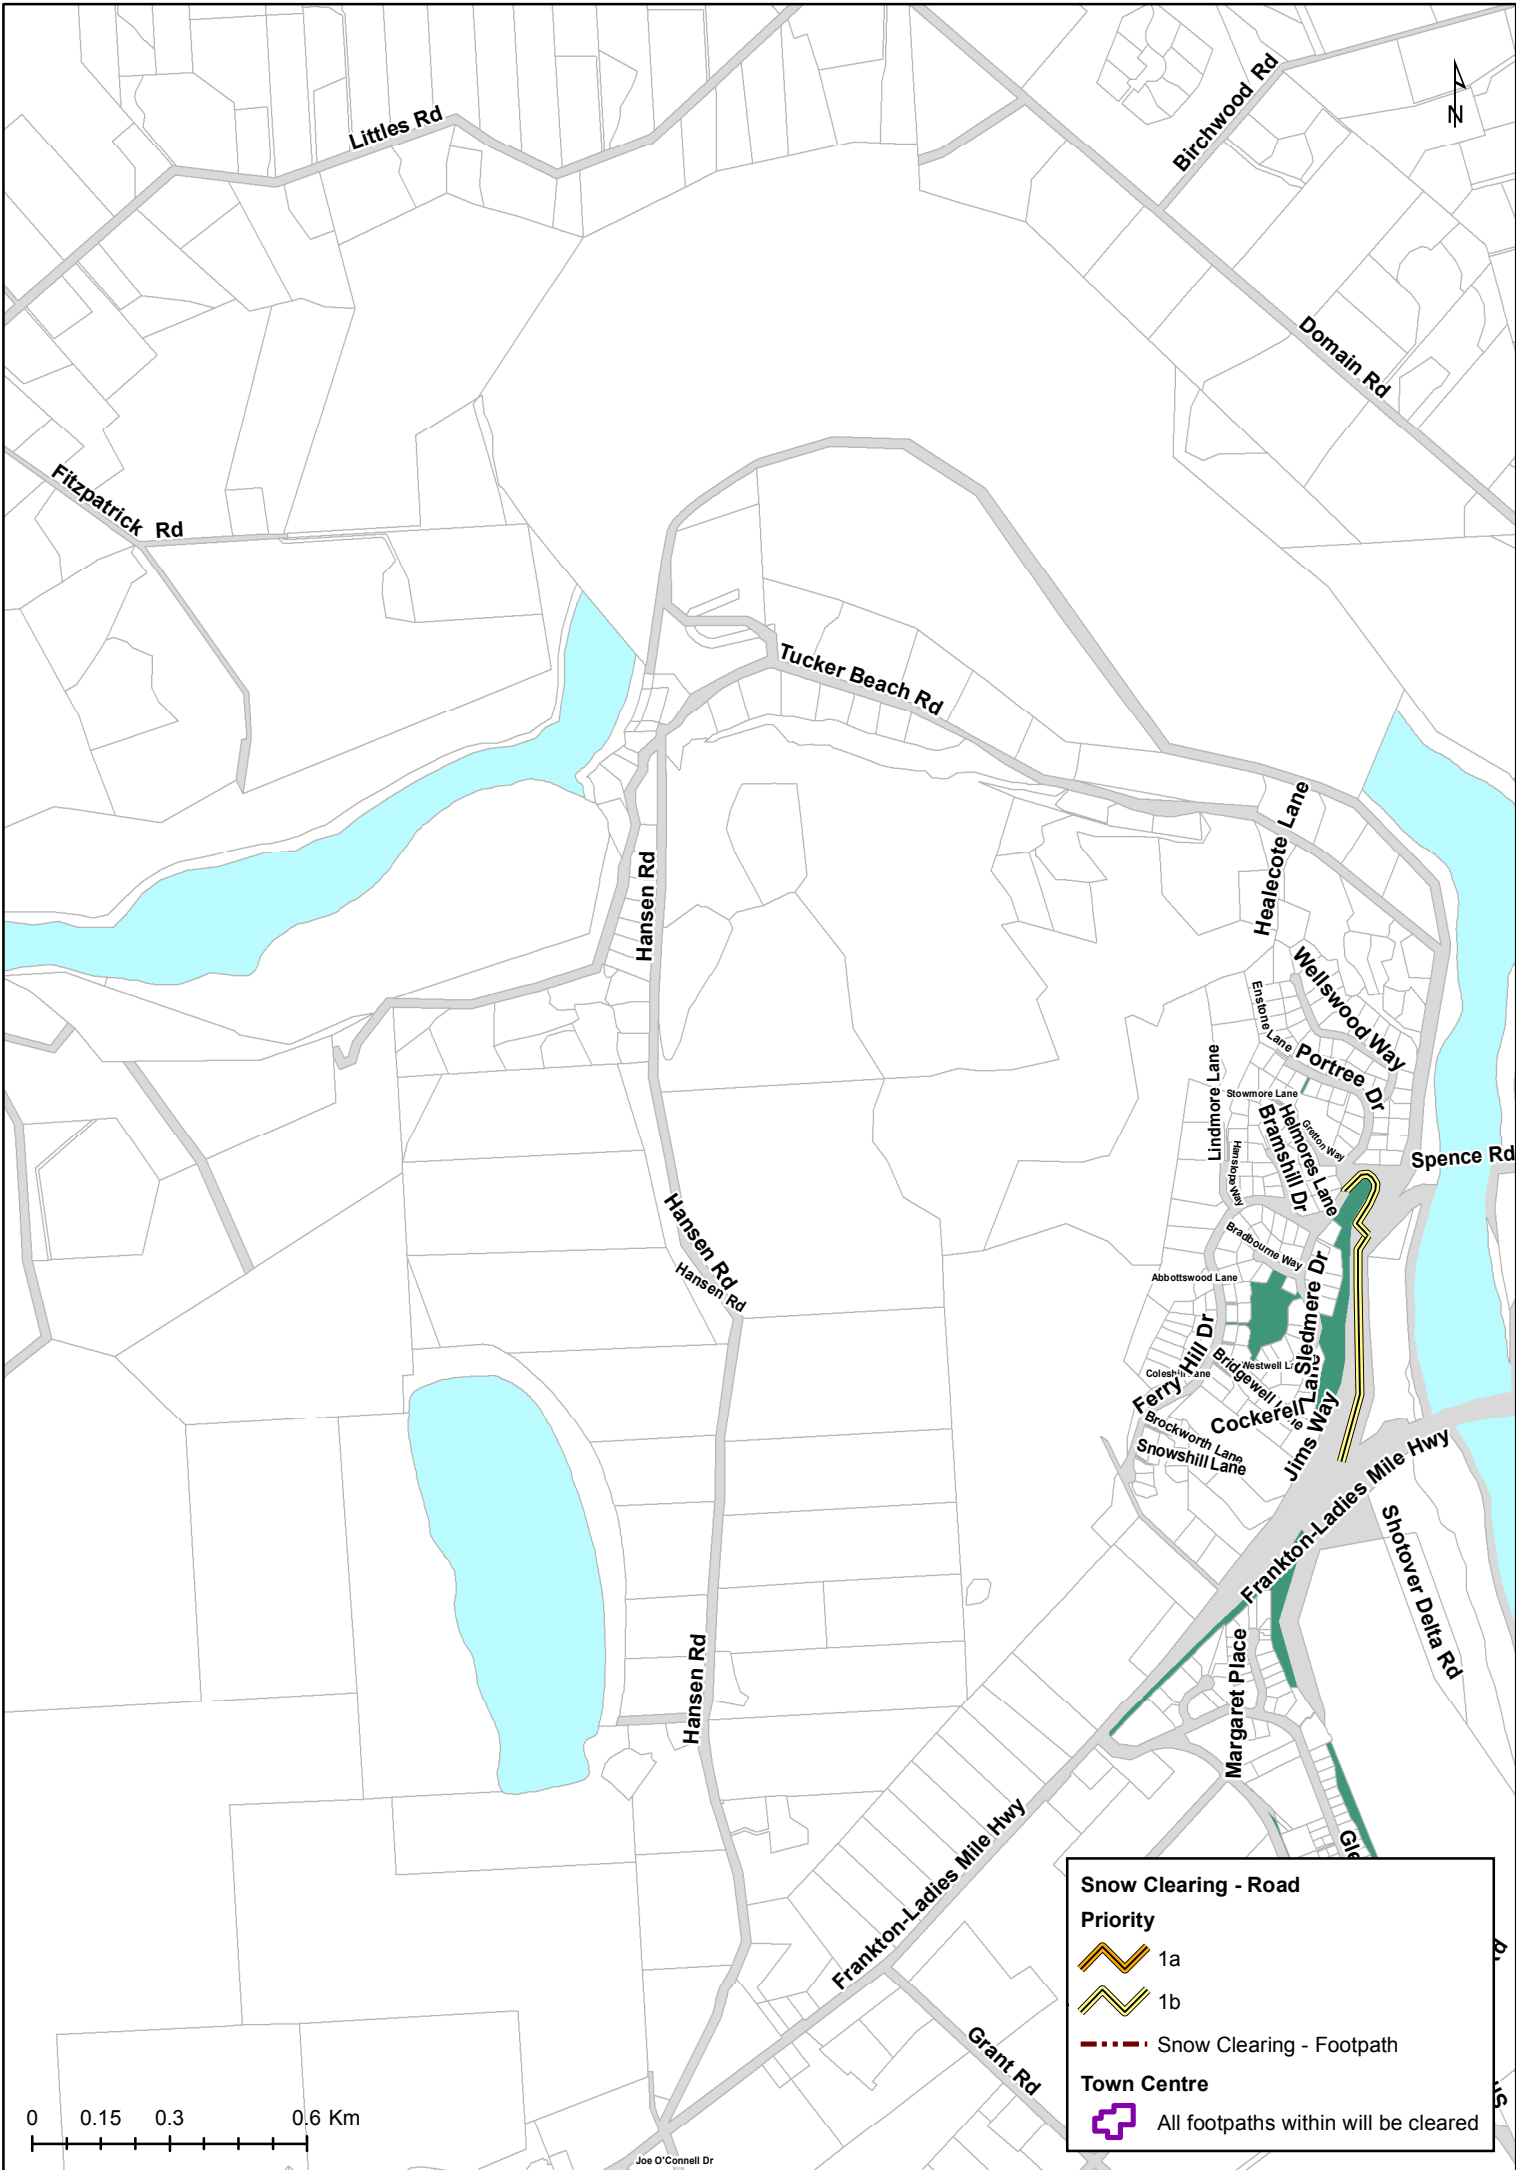 Birchwood Rd
Littles Rd
N
Domain Rd
Fitzpatrick Rd
Tucker Beach Rd
Healecote Lane
Hansen Rd
Wellswood Way
Enstone Lane
Portree Dr
Lindmore Lane
Stowmore Lane
Helmores Lane
Bramshill Dr
Gretton Way
Spence Rd
Hanslope Way
Hansen Rd
Hansen Rd
Bradbourne Way
Abbottswood Lane
Sledmere Dr
Ferry Hill Dr
Bridgewell Lane
Westwell La
Coleshill Lane
Cockerell Lane
Jims Way
Brockworth Lane
Snowshill Lane
Frankton-Ladies Mile Hwy
Shotover Delta Rd
Margaret Place
Hansen Rd
Frankton-Ladies Mile Hwy
Gle
Grant Rd
Joe O'Connell Dr
Snow Clearing - Road
Priority
1a
1b
Snow Clearing - Footpath
Town Centre
All footpaths within will be cleared
0 0.15 0.3 0.6 Km